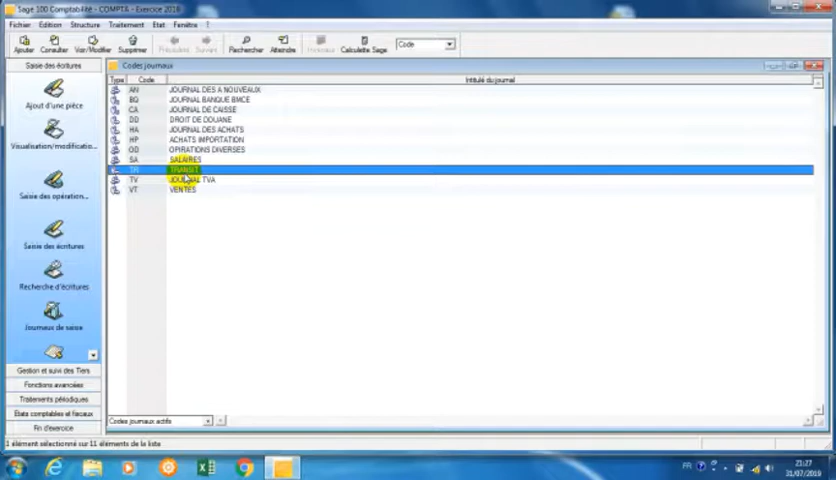 Sage 100 Comptabilité - COMPTA - Exercice 2018
Fichier Edition Structure Traitement Etat Fenêtre ?
Ajouter Consulter Voir/Modifier Supprimer Précédent Suivant Rechercher Atteindre Calculette Sage Code
Saisie des écritures
Codes journaux
Type Code Intitulé du journal
AN JOURNAL DES A NOUVEAUX
BQ JOURNAL BANQUE BMCE
CA JOURNAL DE CAISSE
DD DROIT DE DOUANE
HA JOURNAL DES ACHATS
HP ACHATS IMPORTATION
OD OPIRATIONS DIVERSES
SA SALAIRES
TR TRANSIT
TV JOURNAL TVA
VT VENTES
Ajout d'une pièce
Visualisation/modificatio...
Saisie des opération...
Saisie des écritures
Recherche d'écritures
Journaux de saisie
Gestion et suivi des Tiers
Fonctions avancées
Traitements périodiques
États comptables et fiscaux
Fin d'exercice
Codes journaux actifs
1 élément sélectionné sur 11 éléments de la liste
FR
21:27
31/07/2019